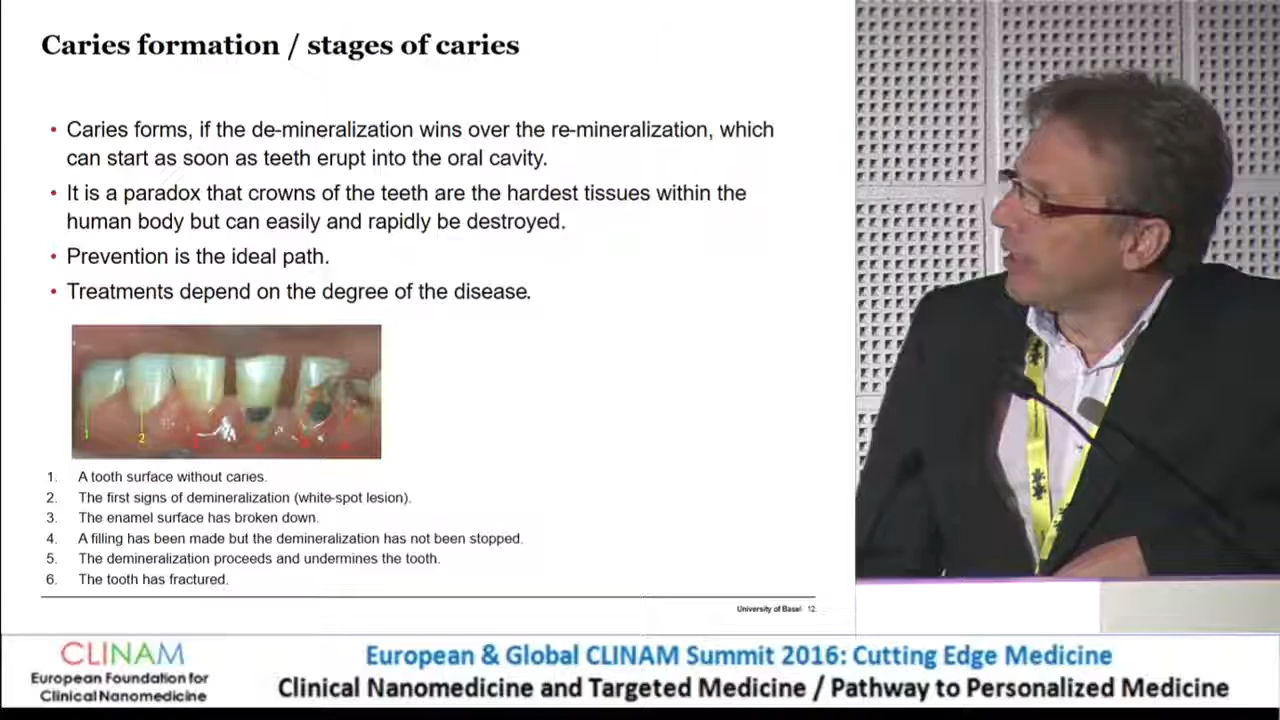 Caries formation / stages of caries
• Caries forms, if the de-mineralization wins over the re-mineralization, which
can start as soon as teeth erupt into the oral cavity.
• It is a paradox that crowns of the teeth are the hardest tissues within the
human body but can easily and rapidly be destroyed.
• Prevention is the ideal path.
• Treatments depend on the degree of the disease.
1
2
1. A tooth surface without caries.
2. The first signs of demineralization (white-spot lesion).
3. The enamel surface has broken down.
4. A filling has been made but the demineralization has not been stopped.
5. The demineralization proceeds and undermines the tooth.
6. The tooth has fractured.
University of Basel 12
CLINAM
European Foundation for
Clinical Nanomedicine
European & Global CLINAM Summit 2016: Cutting Edge Medicine
Clinical Nanomedicine and Targeted Medicine / Pathway to Personalized Medicine